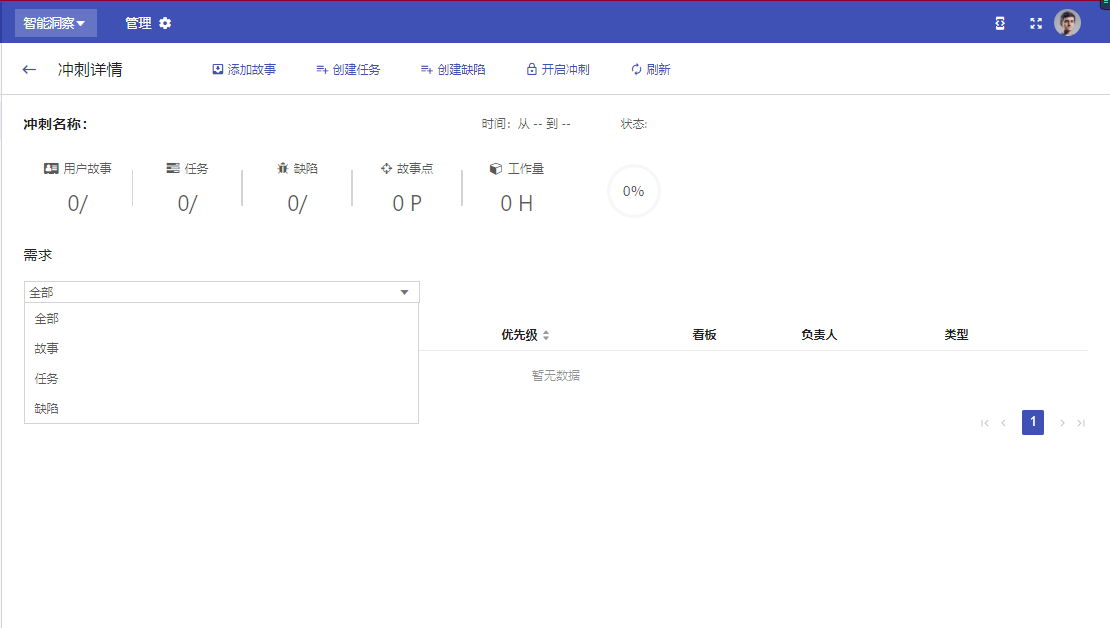 智能洞察 管理
冲刺详情 添加故事 创建任务 创建缺陷 开启冲刺 刷新
冲刺名称： 时间：从 -- 到 -- 状态:
用户故事 任务 缺陷 故事点 工作量
0/ 0/ 0/ 0 P 0 H 0%
需求
全部
全部
故事
任务
缺陷
优先级 看板 负责人 类型
暂无数据
1